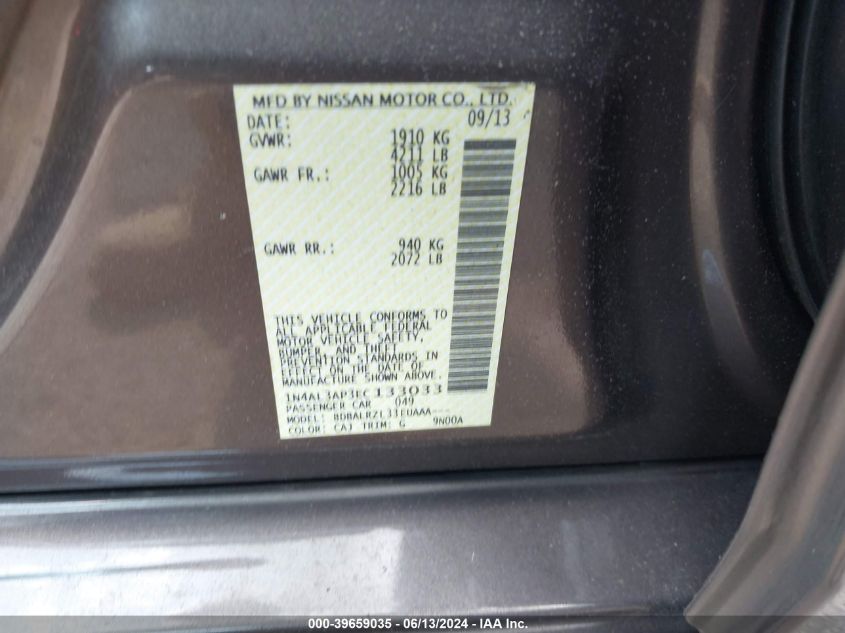 MFD BY NISSAN MOTOR CO., LTD.
DATE: 09/13
GVWR: 1910 KG
4211 LB
GAWR FR.: 1005 KG
2216 LB
GAWR RR.: 940 KG
2072 LB
THIS VEHICLE CONFORMS TO
ALL APPLICABLE FEDERAL
MOTOR VEHICLE SAFETY,
BUMPER, AND THEFT
PREVENTION STANDARDS IN
EFFECT ON THE DATE OF
MANUFACTURE SHOWN ABOVE.
1N4AL3AP3EC133033
PASSENGER CAR 049
MODEL: BDBALRZL33EUAAA---
COLOR: CAJ TRIM: G 9N00A
000-39659035 - 06/13/2024 - IAA Inc.